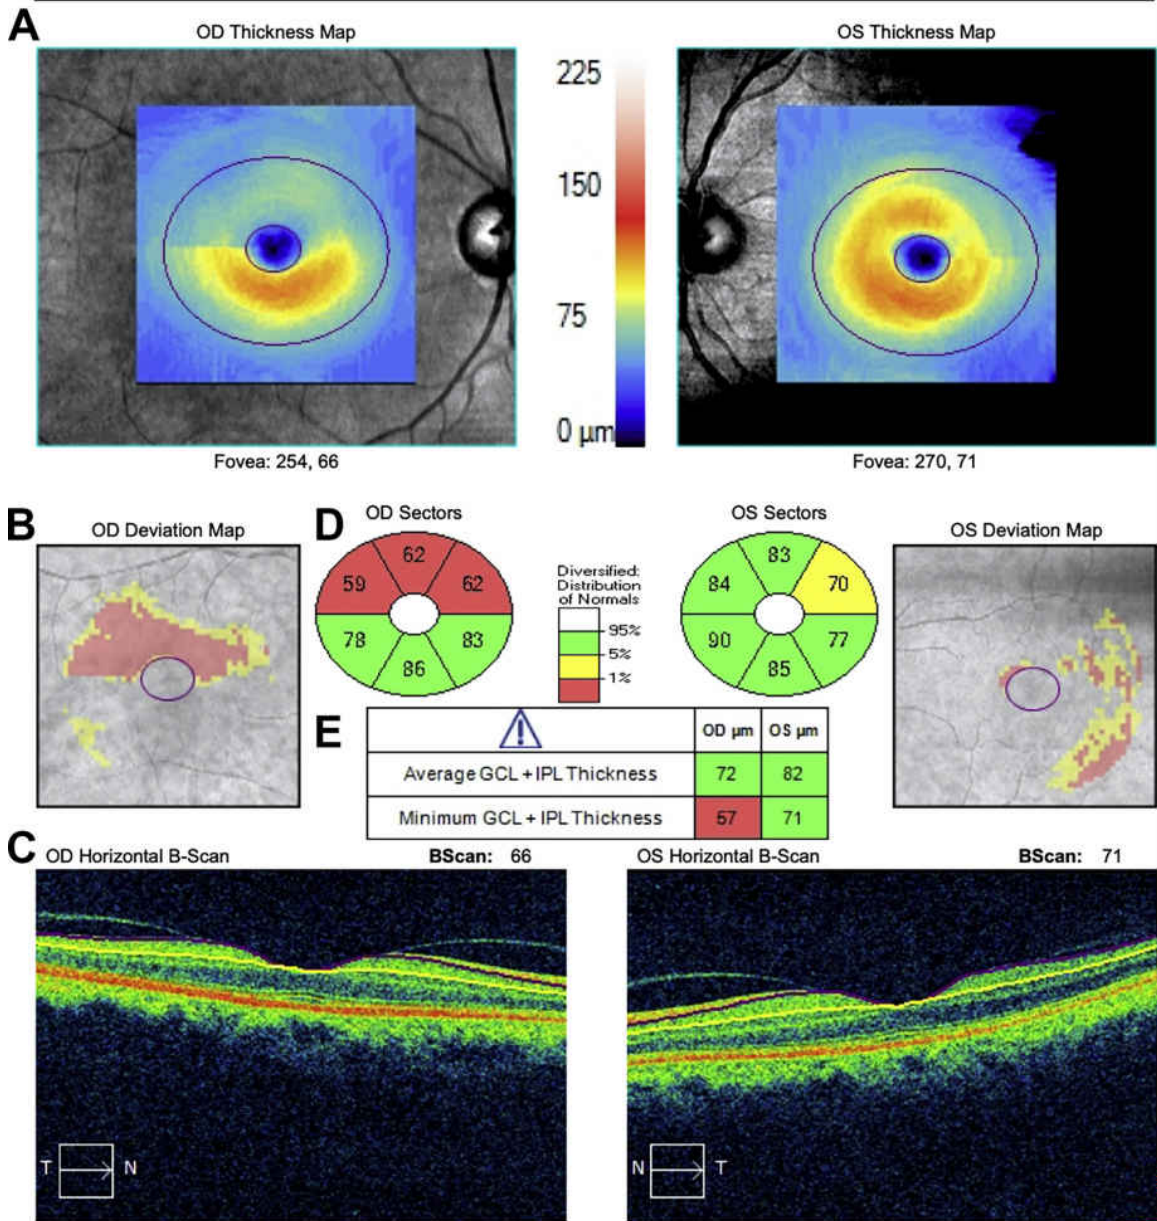 A
OD Thickness Map
OS Thickness Map
225
150
75
0 µm
Fovea: 254, 66
Fovea: 270, 71
B
OD Deviation Map
D
OD Sectors
62
59
62
78
83
86
Diversified:
Distribution
of Normals
95%
5%
1%
OS Sectors
83
84
70
90
77
85
OS Deviation Map
E
OD µm
OS µm
Average GCL + IPL Thickness
72
82
Minimum GCL + IPL Thickness
57
71
C
OD Horizontal B-Scan
BScan: 66
OS Horizontal B-Scan
BScan: 71
T
N
N
T